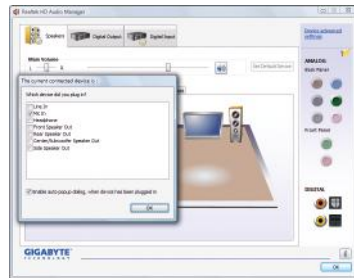 Realtek HD Audio Manager
Speakers
Digital Output
Digital Input
Device advanced settings
Main Volume
L
R
Set Default Device
ANALOG
Back Panel
The current connected device is :
Which device did you plug in?
Line In
Mic In
Headphone
Front Speaker Out
Rear Speaker Out
Center/Subwoofer Speaker Out
Side Speaker Out
Enable auto popup dialog, when device has been plugged in
OK
Front Panel
DIGITAL
GIGABYTE
TECHNOLOGY
i
OK